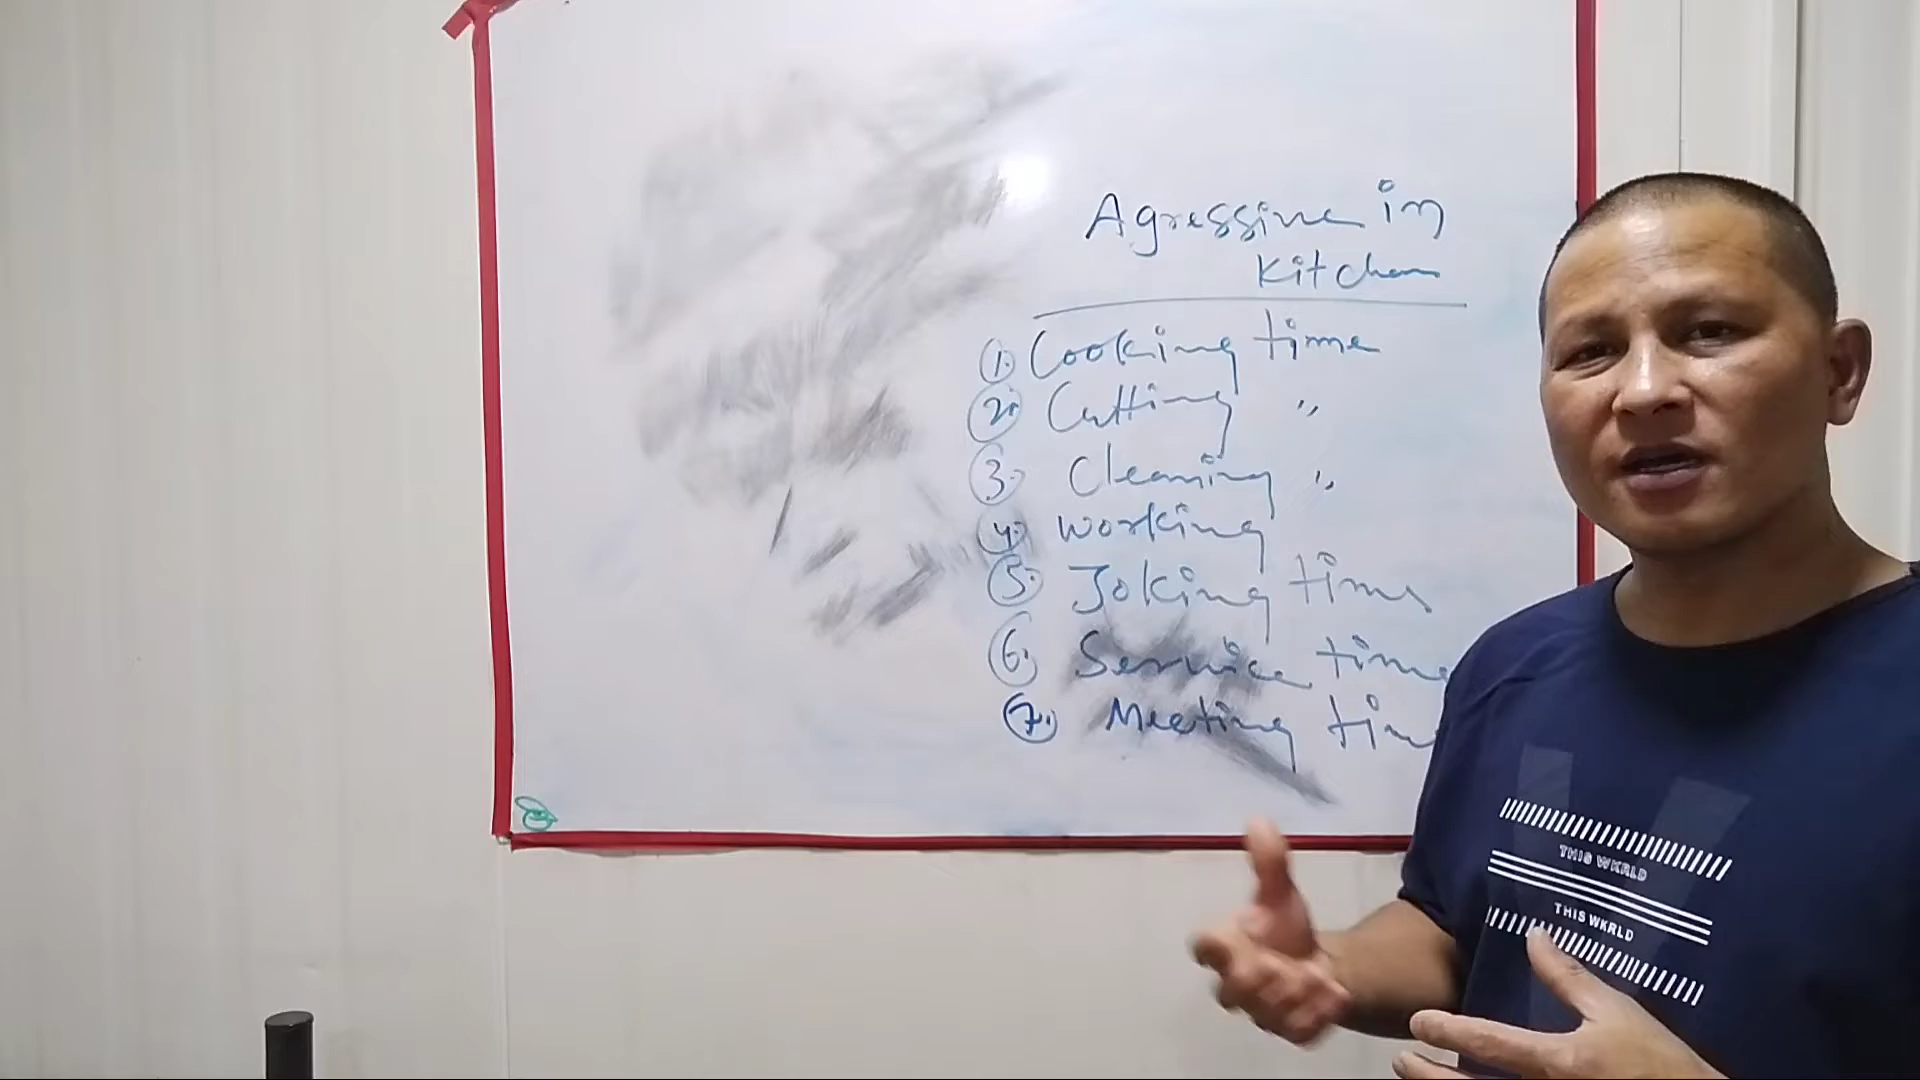 Agressive in
Kitchen
1. Cooking time
2. Cutting "
3. Cleaning "
4. Working
5. Joking time
6. Service time
7. Meeting tim
THIS WKRLD
THIS WKRLD